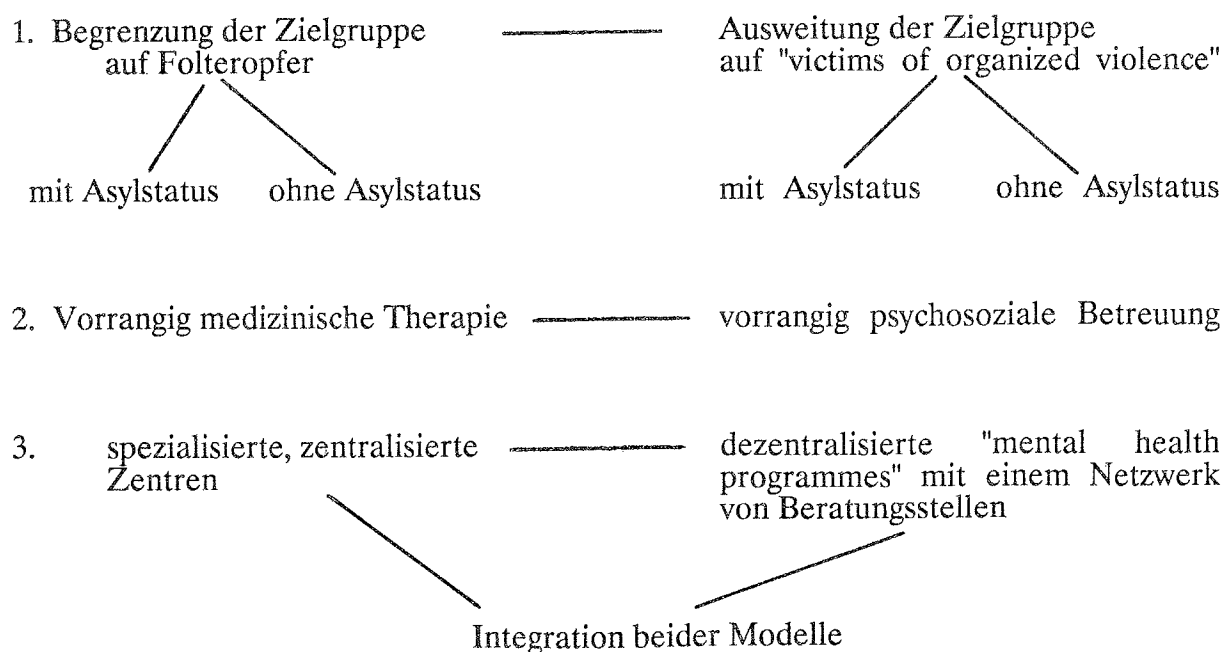 1. Begrenzung der Zielgruppe
auf Folteropfer
Ausweitung der Zielgruppe
auf "victims of organized violence"
mit Asylstatus
ohne Asylstatus
mit Asylstatus
ohne Asylstatus
2. Vorrangig medizinische Therapie
vorrangig psychosoziale Betreuung
3. spezialisierte, zentralisierte
Zentren
dezentralisierte "mental health
programmes" mit einem Netzwerk
von Beratungsstellen
Integration beider Modelle